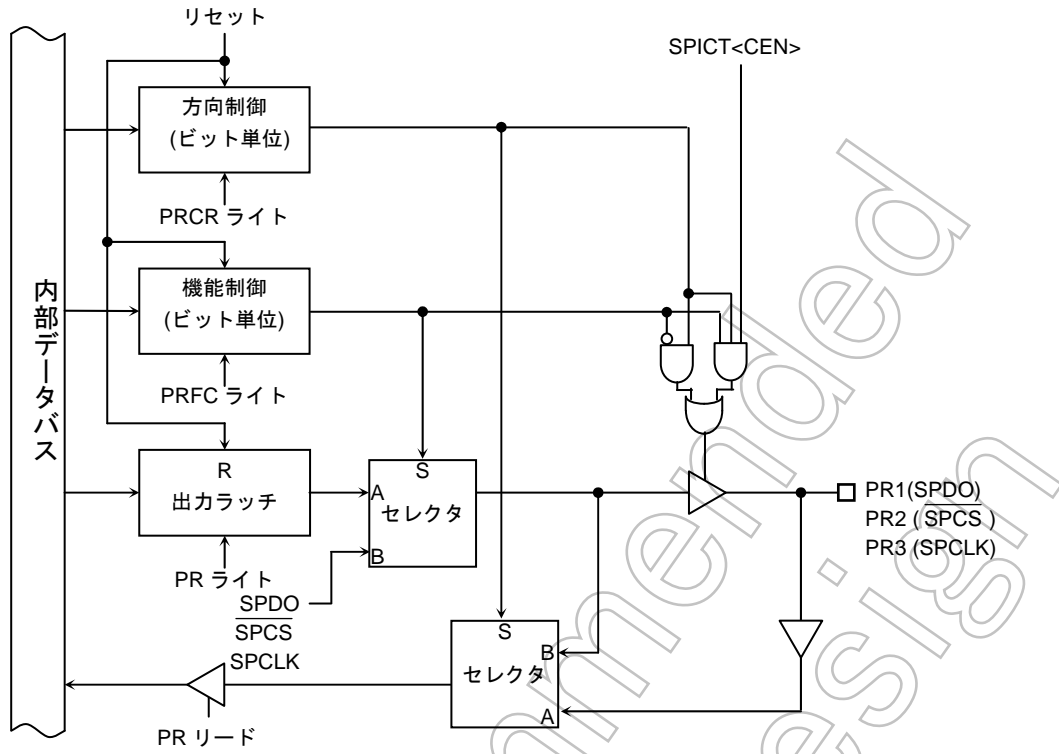 リセット
SPICT<CEN>
方向制御
(ビット単位)
PRCR ライト
内部データバス
機能制御
(ビット単位)
PRFC ライト
R
出力ラッチ
PR ライト
S
A
セレクタ
B
SPDO
SPCS
SPCLK
PR1(SPDO)
PR2 ( SPCS )
PR3 (SPCLK)
S
B
セレクタ
A
PR リード
mmended
esign